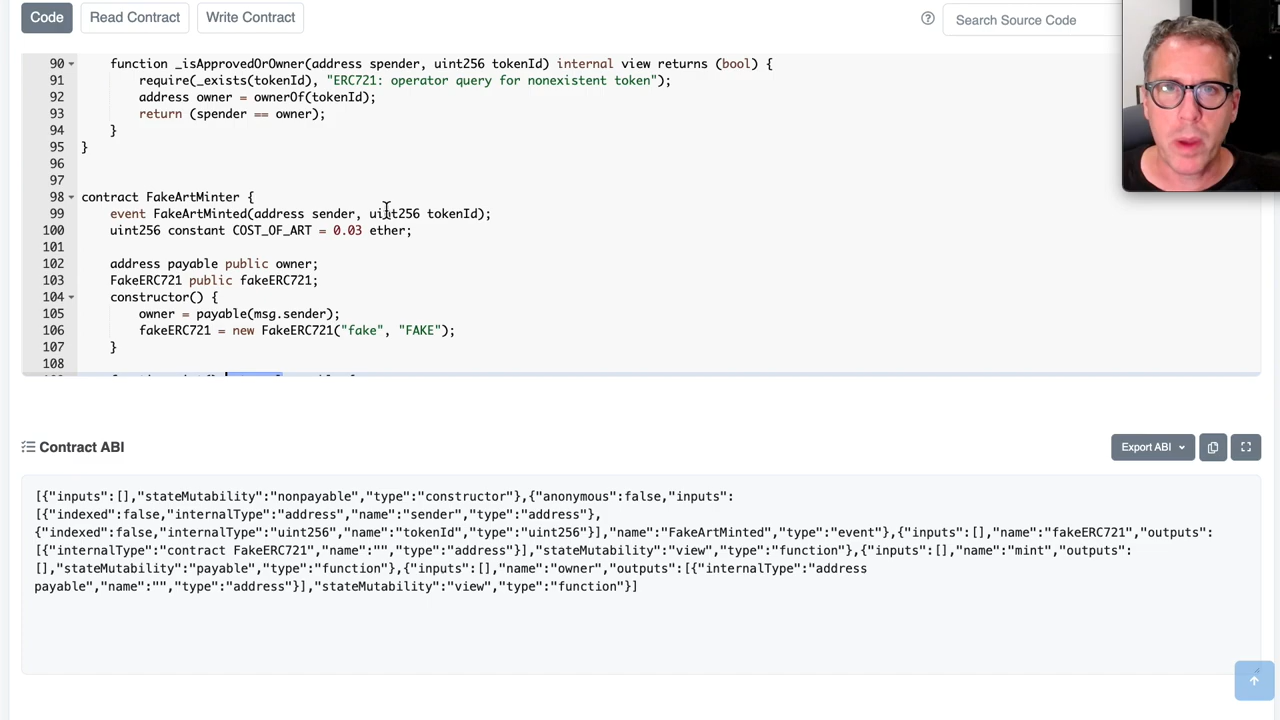 Code Read Contract Write Contract Search Source Code
90 function _isApprovedOrOwner(address spender, uint256 tokenId) internal view returns (bool) {
91 require(_exists(tokenId), "ERC721: operator query for nonexistent token");
92 address owner = ownerOf(tokenId);
93 return (spender == owner);
94 }
95 }
96
97
98 contract FakeArtMinter {
99 event FakeArtMinted(address sender, uint256 tokenId);
100 uint256 constant COST_OF_ART = 0.03 ether;
101
102 address payable public owner;
103 FakeERC721 public fakeERC721;
104 constructor() {
105 owner = payable(msg.sender);
106 fakeERC721 = new FakeERC721("fake", "FAKE");
107 }
108
Contract ABI Export ABI
[{"inputs":[],"stateMutability":"nonpayable","type":"constructor"},{"anonymous":false,"inputs":
[{"indexed":false,"internalType":"address","name":"sender","type":"address"},
{"indexed":false,"internalType":"uint256","name":"tokenId","type":"uint256"}],"name":"FakeArtMinted","type":"event"},{"inputs":[],"name":"fakeERC721","outputs":
[{"internalType":"contract FakeERC721","name":"","type":"address"}],"stateMutability":"view","type":"function"},{"inputs":[],"name":"mint","outputs":
[],"stateMutability":"payable","type":"function"},{"inputs":[],"name":"owner","outputs":[{"internalType":"address
payable","name":"","type":"address"}],"stateMutability":"view","type":"function"}]